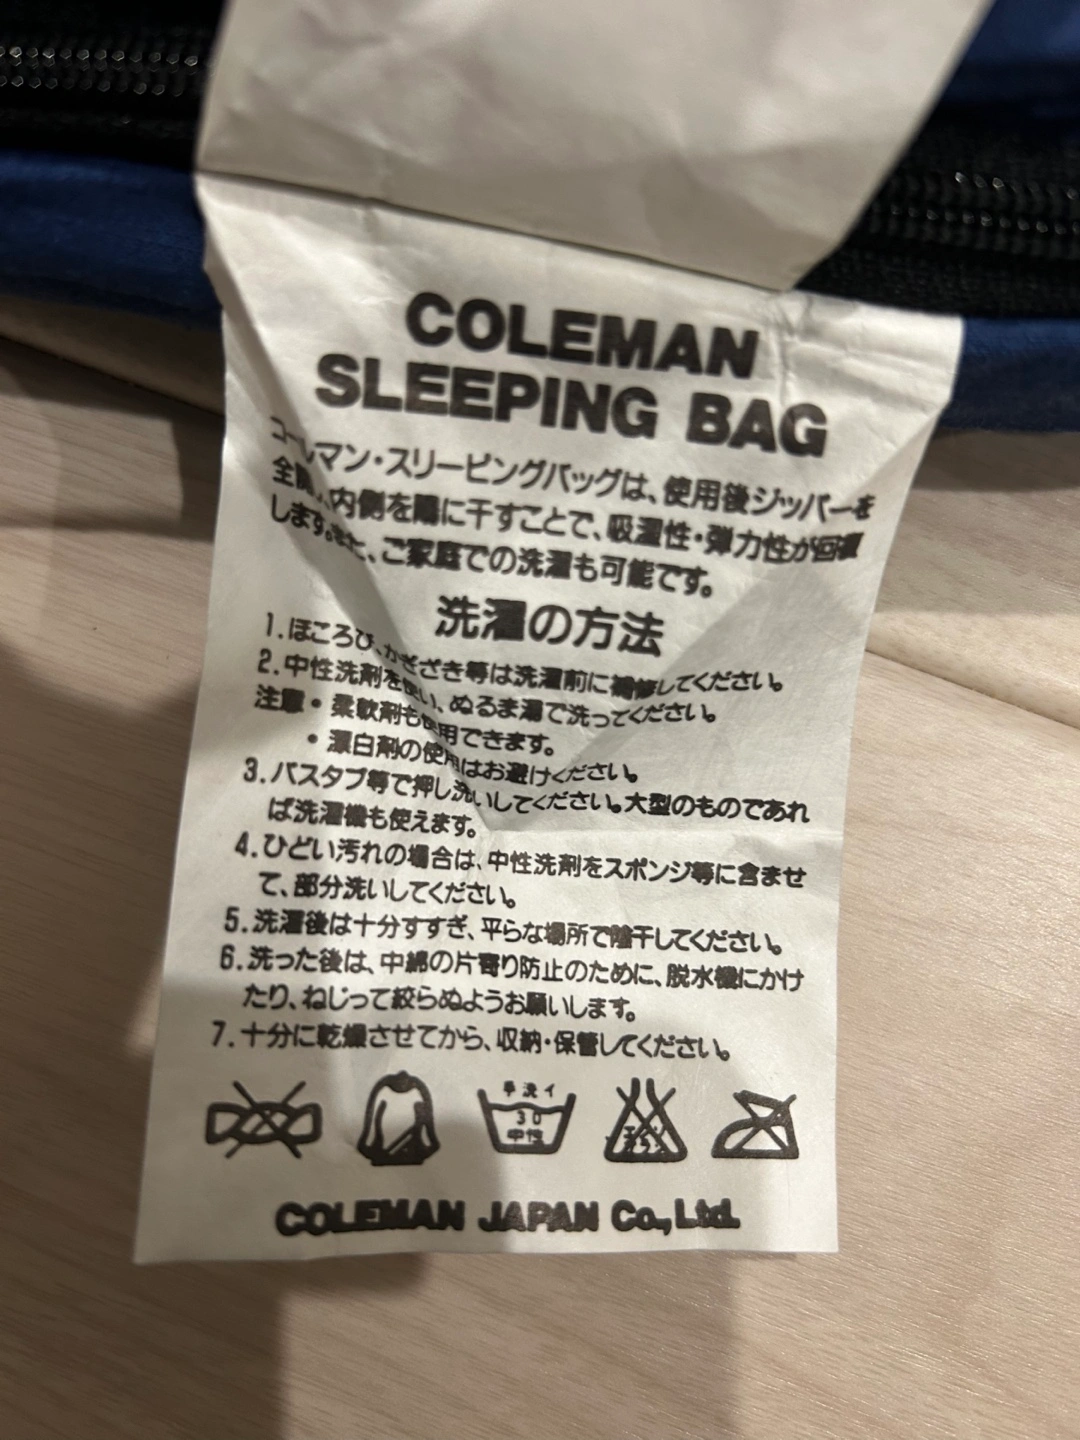 COLEMAN
SLEEPING BAG
コールマン・スリーピングバッグは、使用後ジッパーを
全開し、内側を陽に干すことで、吸湿性・弾力性が回復
します。また、ご家庭での洗濯も可能です。
洗濯の方法
1.ほころび、かぎざき等は洗濯前に補修してください。
2.中性洗剤を使い、ぬるま湯で洗ってください。
注意・柔軟剤も使用できます。
・漂白剤の使用はお避けください。
3.バスタブ等で押し洗いしてください。大型のものであれ
ば洗濯機も使えます。
4.ひどい汚れの場合は、中性洗剤をスポンジ等に含ませ
て、部分洗いしてください。
5.洗濯後は十分すすぎ、平らな場所で陰干してください。
6.洗った後は、中綿の片寄り防止のために、脱水機にかけ
たり、ねじって絞らぬようお願いします。
7.十分に乾燥させてから、収納・保管してください。
手洗イ
30
中性
COLEMAN JAPAN Co.,Ltd.